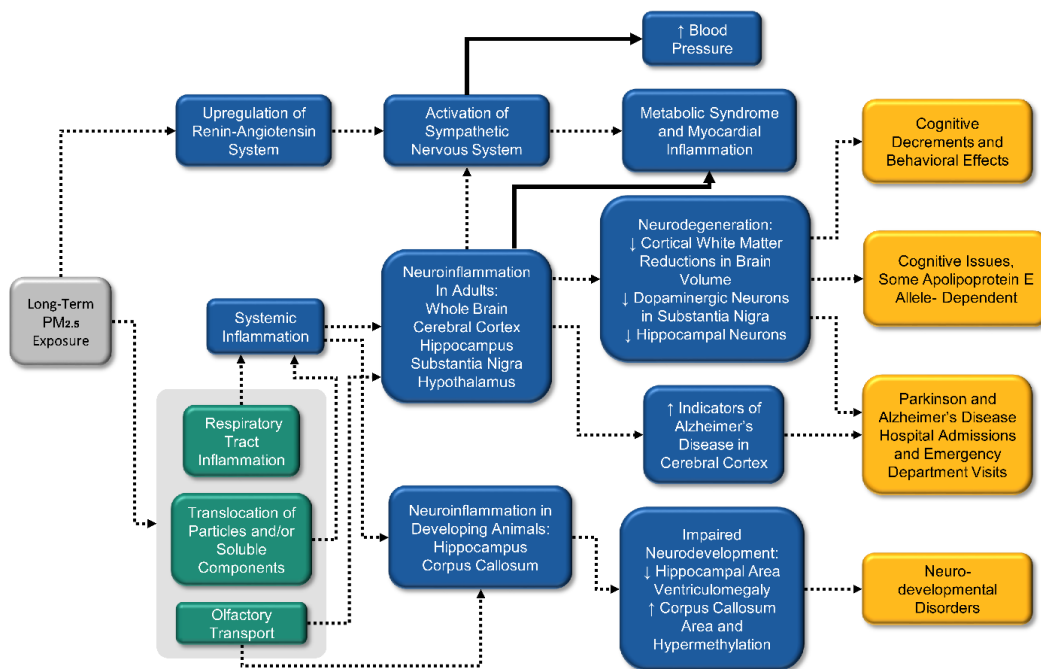 ↑ Blood
Pressure
Upregulation of
Renin-Angiotensin
System
Activation of
Sympathetic
Nervous System
Metabolic Syndrome
and Myocardial
Inflammation
Cognitive
Decrements and
Behavioral Effects
Long-Term
PM2.5
Exposure
Systemic
Inflammation
Neuroinflammation
In Adults:
Whole Brain
Cerebral Cortex
Hippocampus
Substantia Nigra
Hypothalamus
Neurodegeneration:
↓ Cortical White Matter
Reductions in Brain
Volume
↓ Dopaminergic Neurons
in Substantia Nigra
↓ Hippocampal Neurons
Cognitive Issues,
Some Apolipoprotein E
Allele- Dependent
Respiratory
Tract
Inflammation
↑ Indicators of
Alzheimer's
Disease in
Cerebral Cortex
Parkinson and
Alzheimer's Disease
Hospital Admissions
and Emergency
Department Visits
Translocation of
Particles and/or
Soluble
Components
Neuroinflammation in
Developing Animals:
Hippocampus
Corpus Callosum
Impaired
Neurodevelopment:
↓ Hippocampal Area
Ventriculomegaly
↑ Corpus Callosum
Area and
Hypermethylation
Neuro-
developmental
Disorders
Olfactory
Transport